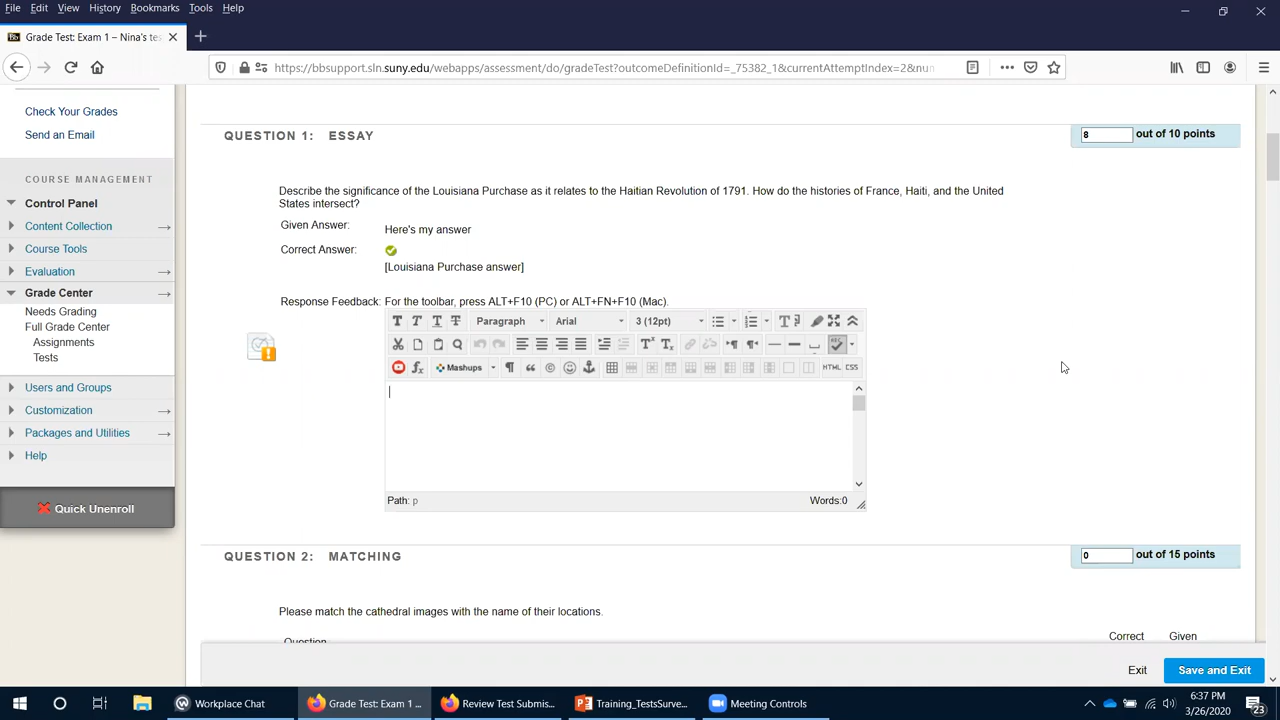 File Edit View History Bookmarks Tools Help
Grade Test: Exam 1 – Nina's tes
https://bbsupport.sln.suny.edu/webapps/assessment/do/gradeTest?outcomeDefinitionId=_75382_1&currentAttemptIndex=2&nun
Check Your Grades
Send an Email
COURSE MANAGEMENT
Control Panel
Content Collection
Course Tools
Evaluation
Grade Center
Needs Grading
Full Grade Center
Assignments
Tests
Users and Groups
Customization
Packages and Utilities
Help
Quick Unenroll
QUESTION 1: ESSAY
8 out of 10 points
Describe the significance of the Louisiana Purchase as it relates to the Haitian Revolution of 1791. How do the histories of France, Haiti, and the United
States intersect?
Given Answer: Here's my answer
Correct Answer:
[Louisiana Purchase answer]
Response Feedback: For the toolbar, press ALT+F10 (PC) or ALT+FN+F10 (Mac).
T T T T Paragraph Arial 3 (12pt)
Mashups HTML CSS
Path: p Words:0
QUESTION 2: MATCHING
0 out of 15 points
Please match the cathedral images with the name of their locations.
Question Correct Given
Exit Save and Exit
Workplace Chat Grade Test: Exam 1 ... Review Test Submis... Training_TestsSurve... Meeting Controls
6:37 PM
3/26/2020
23